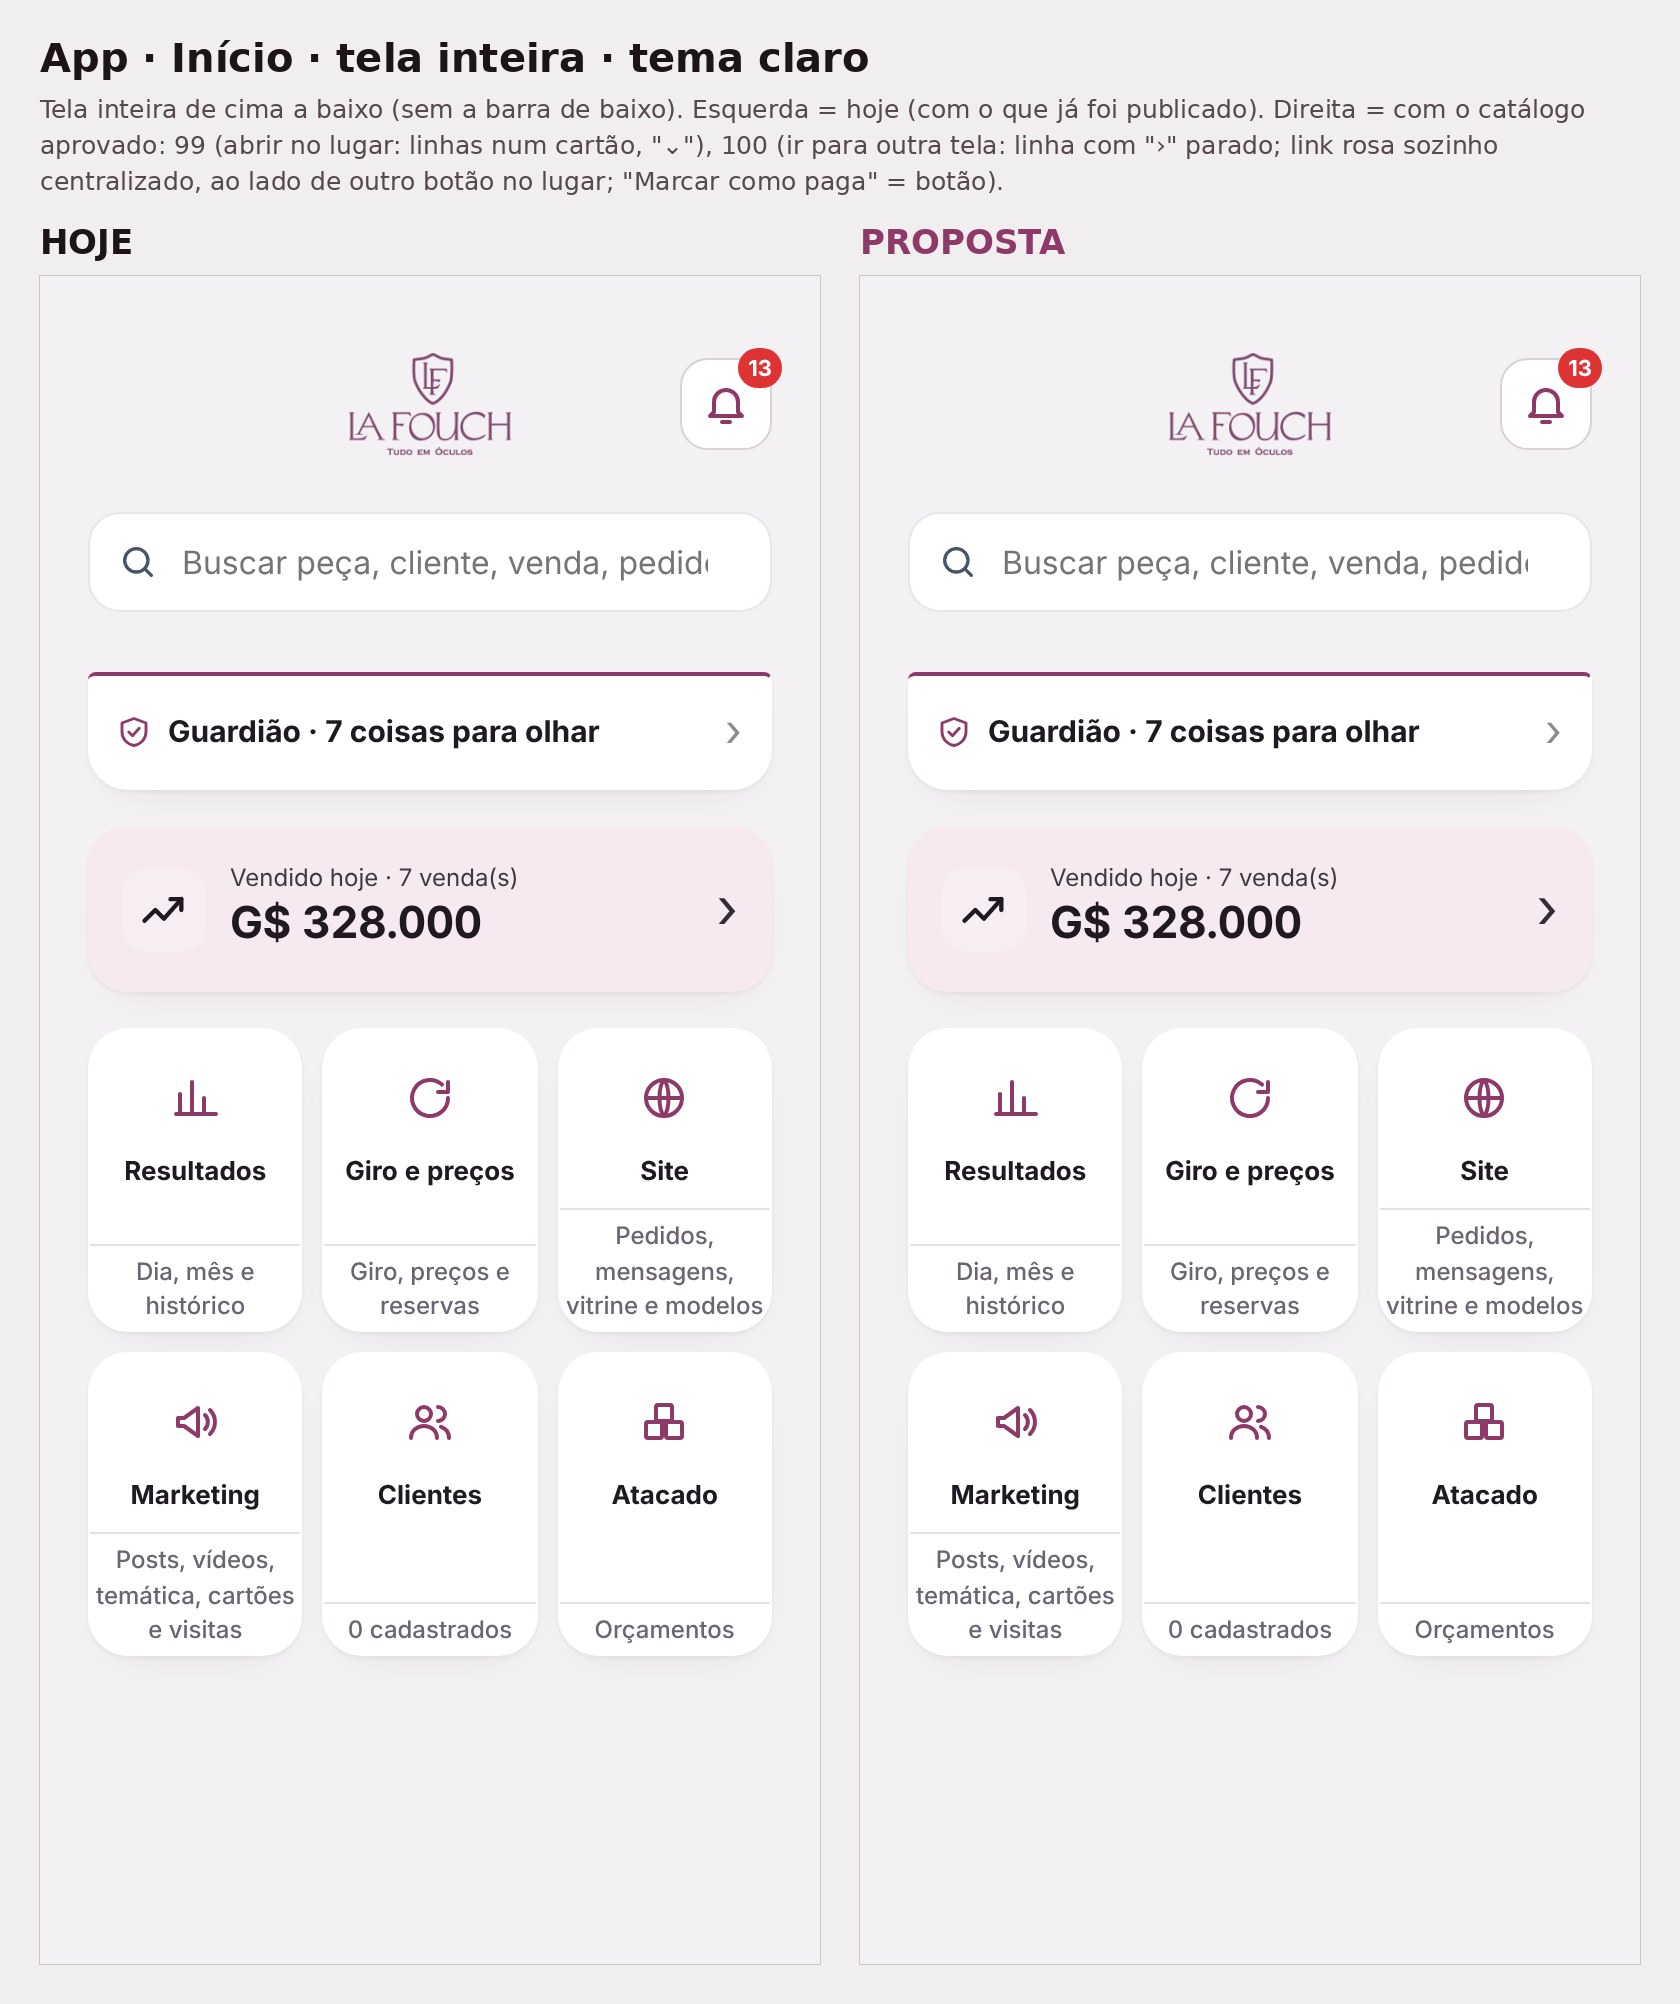 App · Início · tela inteira · tema claro
Tela inteira de cima a baixo (sem a barra de baixo). Esquerda = hoje (com o que já foi publicado). Direita = com o catálogo
aprovado: 99 (abrir no lugar: linhas num cartão, "⌄"), 100 (ir para outra tela: linha com "›" parado; link rosa sozinho
centralizado, ao lado de outro botão no lugar; "Marcar como paga" = botão).
HOJE
LF
LA FOUCH
TUDO EM ÓCULOS
13
Buscar peça, cliente, venda, pedid
Guardião · 7 coisas para olhar
Vendido hoje · 7 venda(s)
G$ 328.000
Resultados
Dia, mês e
histórico
Giro e preços
Giro, preços e
reservas
Site
Pedidos,
mensagens,
vitrine e modelos
Marketing
Posts, vídeos,
temática, cartões
e visitas
Clientes
0 cadastrados
Atacado
Orçamentos
PROPOSTA
LF
LA FOUCH
TUDO EM ÓCULOS
13
Buscar peça, cliente, venda, pedid
Guardião · 7 coisas para olhar
Vendido hoje · 7 venda(s)
G$ 328.000
Resultados
Dia, mês e
histórico
Giro e preços
Giro, preços e
reservas
Site
Pedidos,
mensagens,
vitrine e modelos
Marketing
Posts, vídeos,
temática, cartões
e visitas
Clientes
0 cadastrados
Atacado
Orçamentos